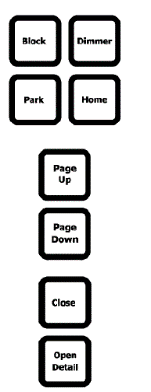 Block Dimmer
Park Home
Page
Up
Page
Down
Close
Open
Detail